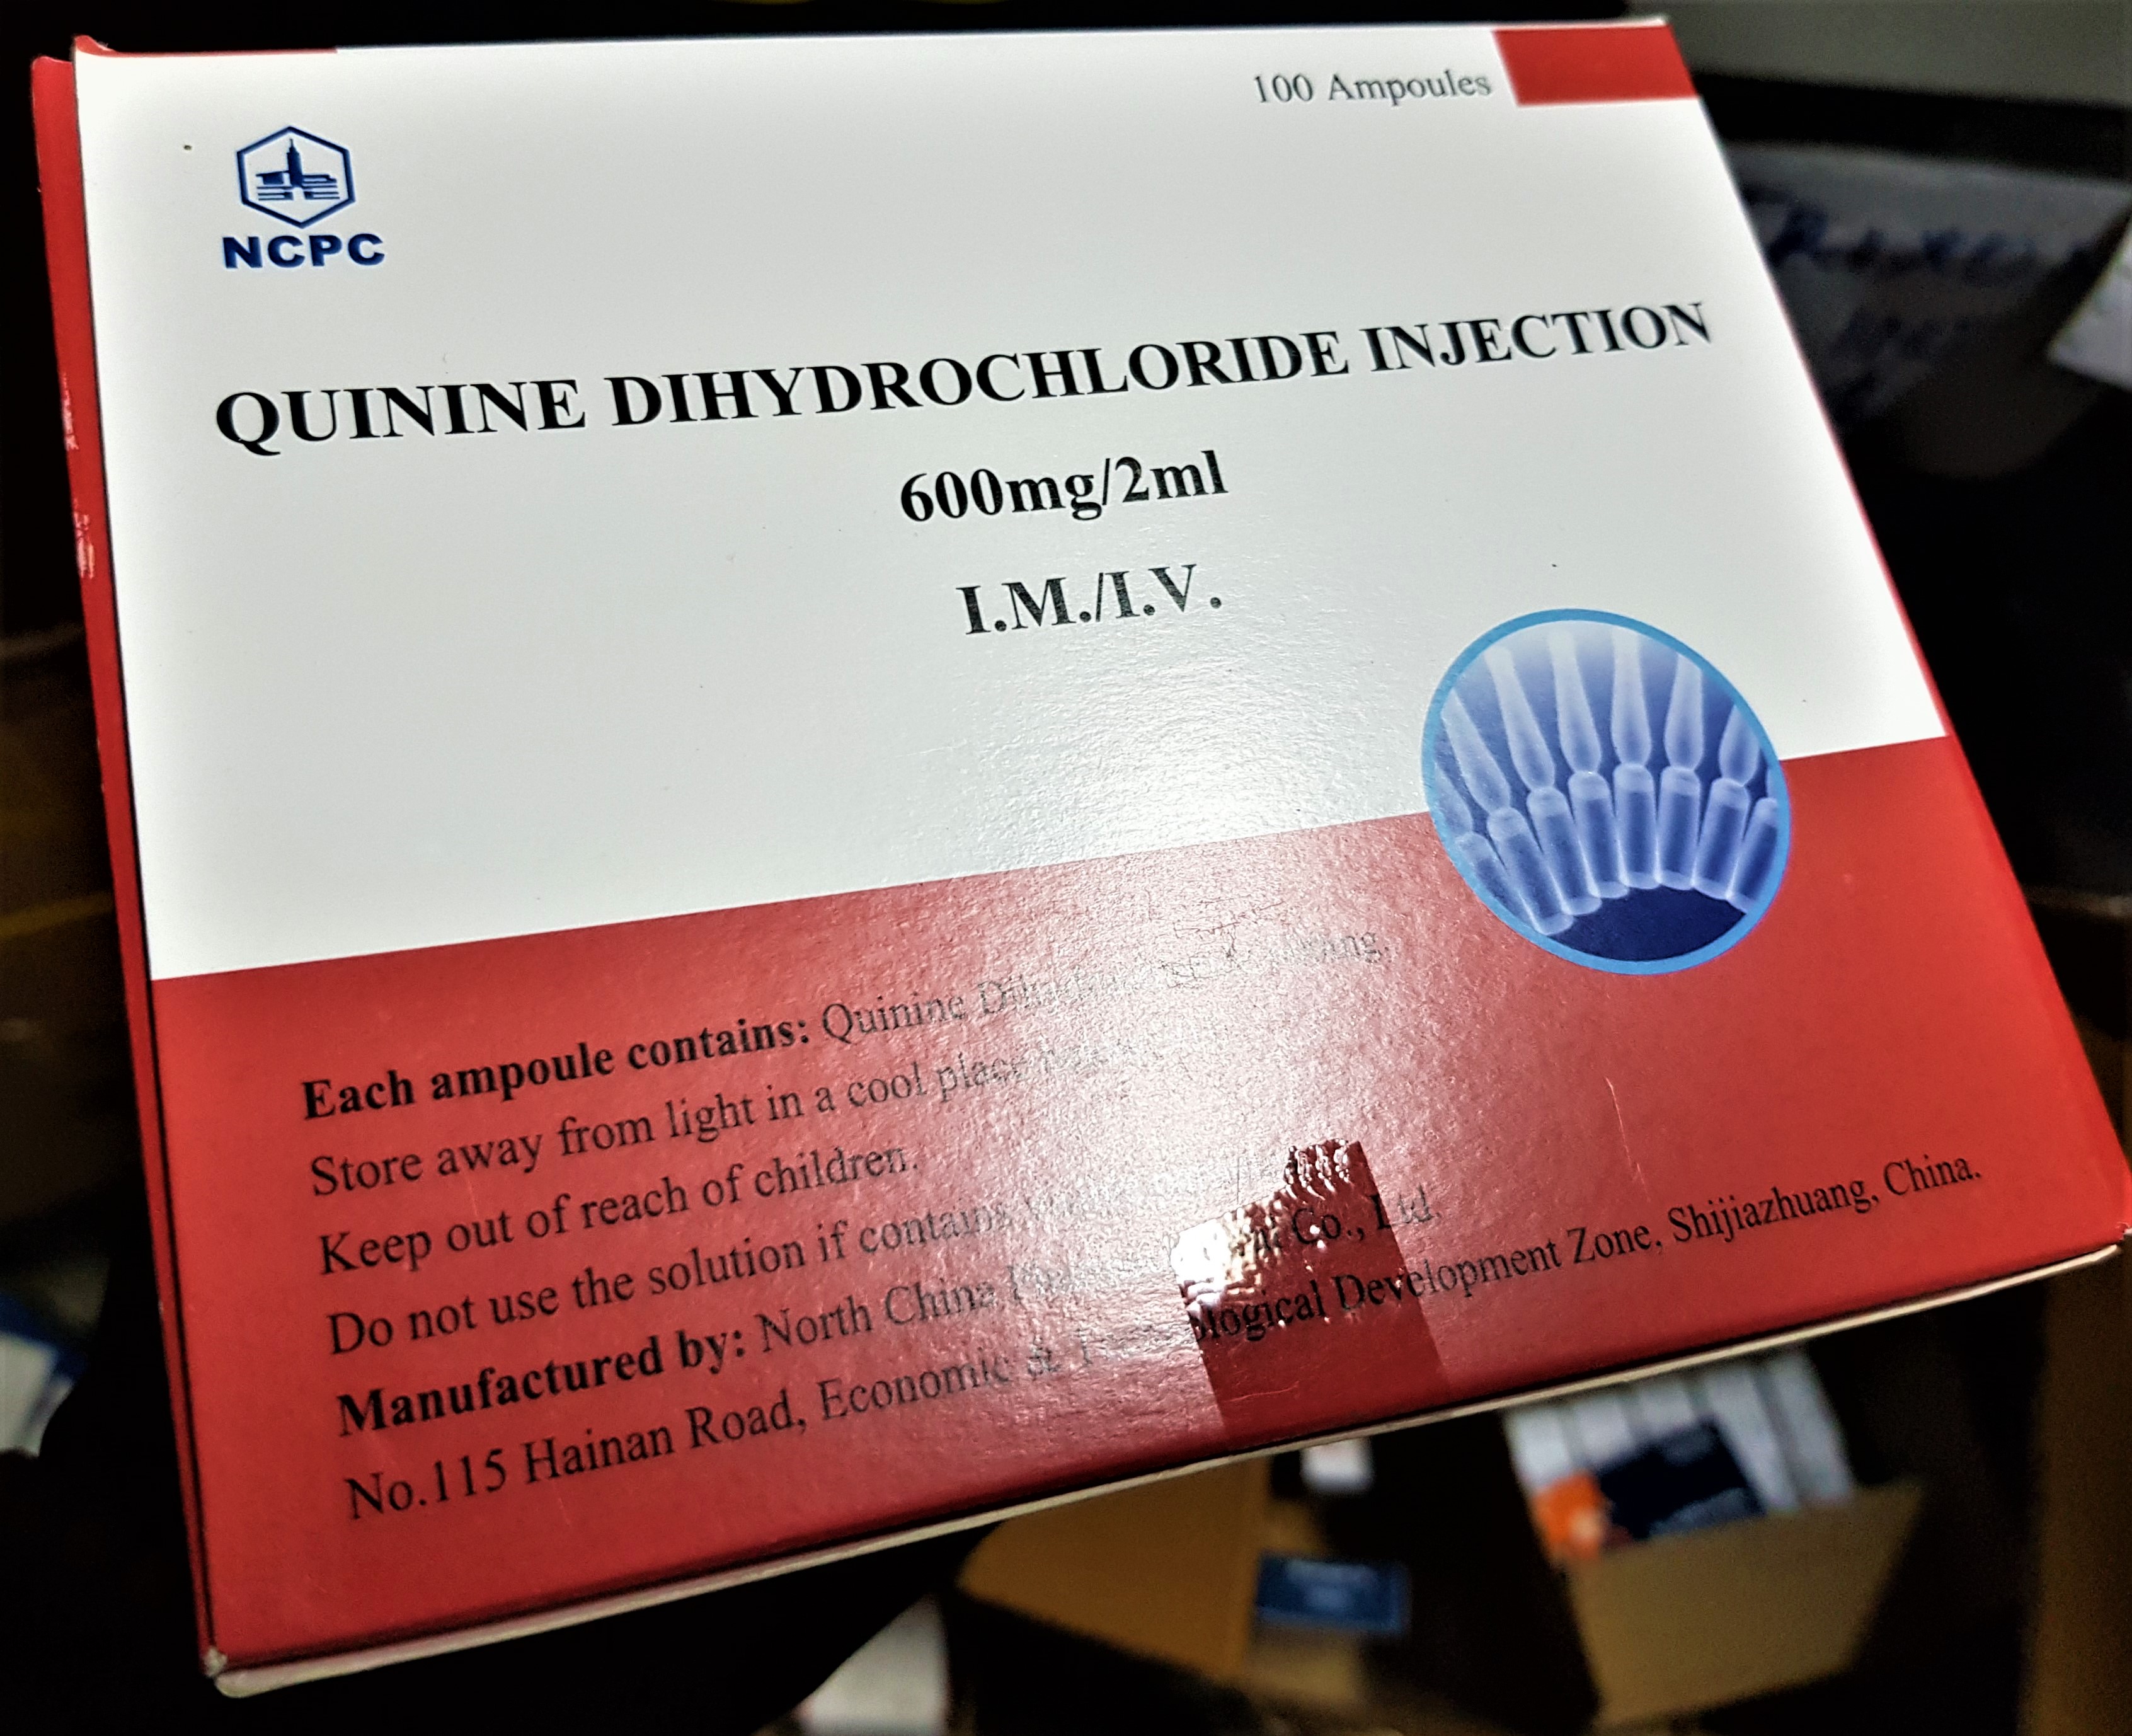 100 Ampoules
NCPC
QUININE DIHYDROCHLORIDE INJECTION
600mg/2ml
I.M./I.V.
Each ampoule contains: Quinine
Store away from light in a cool place
Keep out of reach of children.
Do not use the solution if contains
Manufactured by: North China Co., Ltd.
No.115 Hainan Road, Economic & Development Zone, Shijiazhuang, China.